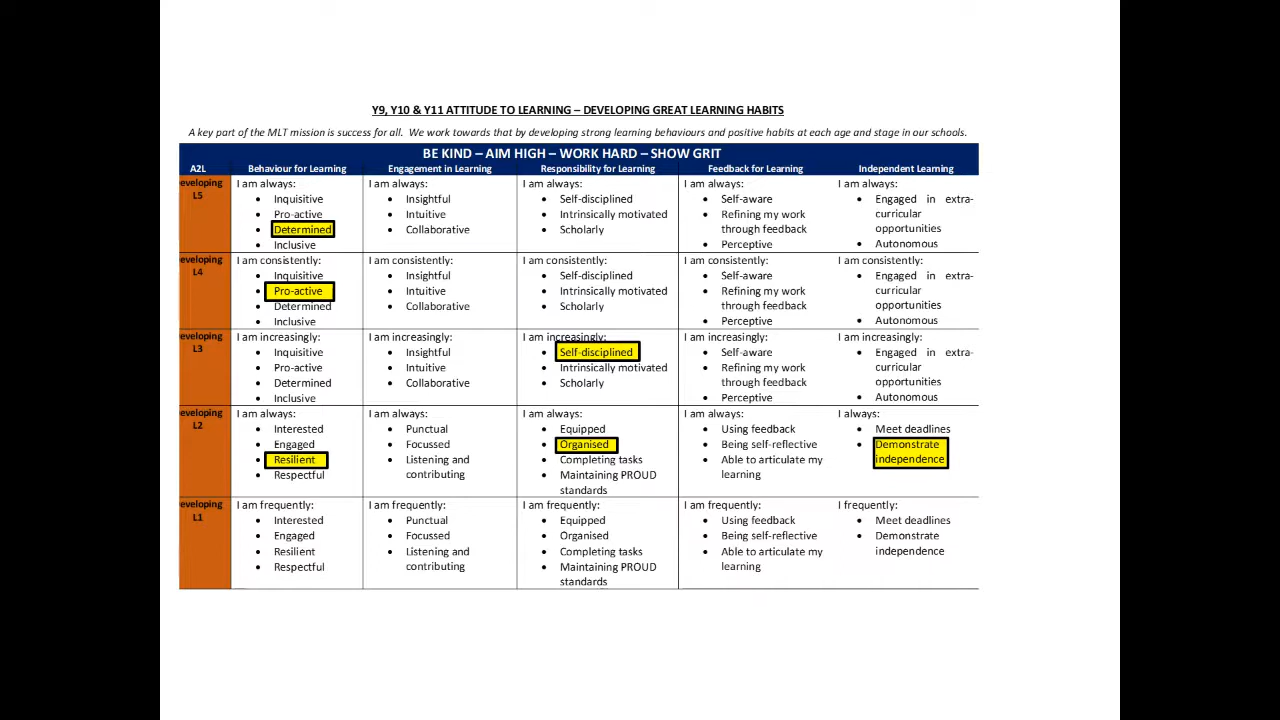 Y9, Y10 & Y11 ATTITUDE TO LEARNING – DEVELOPING GREAT LEARNING HABITS
A key part of the MLT mission is success for all. We work towards that by developing strong learning behaviours and positive habits at each age and stage in our schools.
BE KIND – AIM HIGH – WORK HARD – SHOW GRIT
A2L Behaviour for Learning Engagement in Learning Responsibility for Learning Feedback for Learning Independent Learning
eveloping
L5
I am always:
Inquisitive
Pro-active
Determined
Inclusive
I am always:
Insightful
Intuitive
Collaborative
I am always:
Self-disciplined
Intrinsically motivated
Scholarly
I am always:
Self-aware
Refining my work
through feedback
Perceptive
I am always:
Engaged in extra-
curricular
opportunities
Autonomous
eveloping
L4
I am consistently:
Inquisitive
Pro-active
Determined
Inclusive
I am consistently:
Insightful
Intuitive
Collaborative
I am consistently:
Self-disciplined
Intrinsically motivated
Scholarly
I am consistently:
Self-aware
Refining my work
through feedback
Perceptive
I am consistently:
Engaged in extra-
curricular
opportunities
Autonomous
eveloping
L3
I am increasingly:
Inquisitive
Pro-active
Determined
Inclusive
I am increasingly:
Insightful
Intuitive
Collaborative
I am increasingly:
Self-disciplined
Intrinsically motivated
Scholarly
I am increasingly:
Self-aware
Refining my work
through feedback
Perceptive
I am increasingly:
Engaged in extra-
curricular
opportunities
Autonomous
eveloping
L2
I am always:
Interested
Engaged
Resilient
Respectful
I am always:
Punctual
Focussed
Listening and
contributing
I am always:
Equipped
Organised
Completing tasks
Maintaining PROUD
standards
I am always:
Using feedback
Being self-reflective
Able to articulate my
learning
I always:
Meet deadlines
Demonstrate
independence
eveloping
L1
I am frequently:
Interested
Engaged
Resilient
Respectful
I am frequently:
Punctual
Focussed
Listening and
contributing
I am frequently:
Equipped
Organised
Completing tasks
Maintaining PROUD
standards
I am frequently:
Using feedback
Being self-reflective
Able to articulate my
learning
I am frequently:
Meet deadlines
Demonstrate
independence